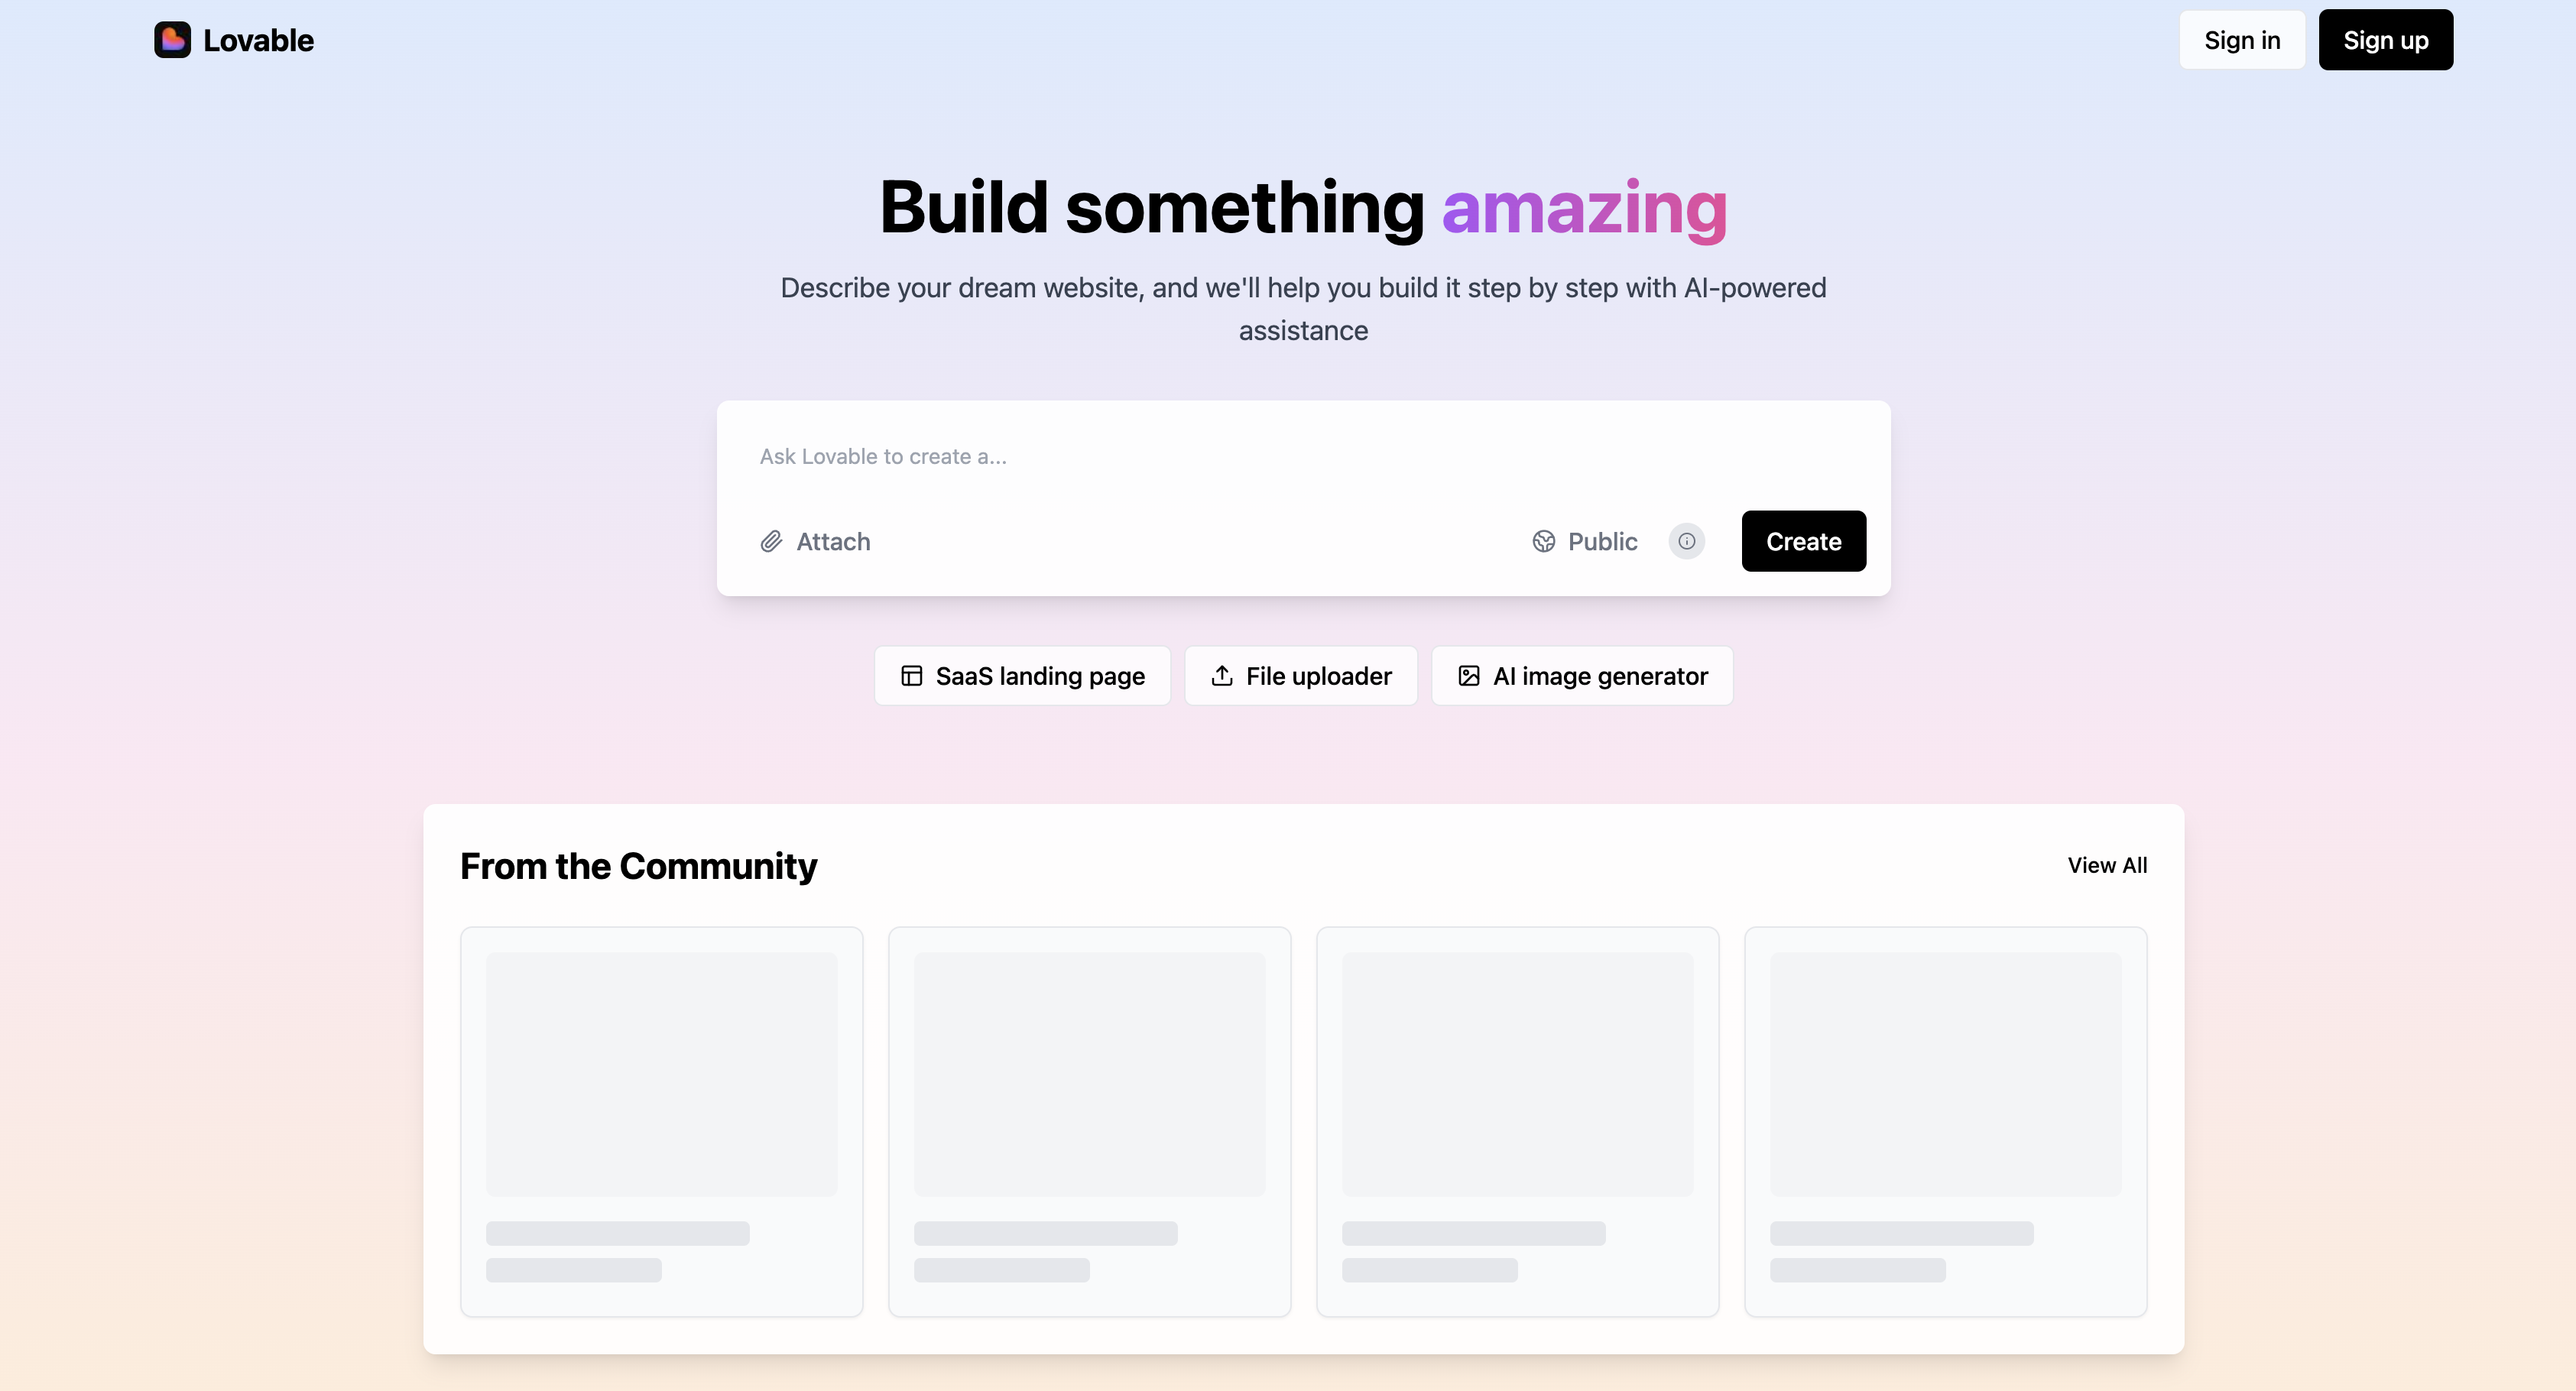 Lovable
Sign in
Sign up
Build something amazing
Describe your dream website, and we'll help you build it step by step with AI-powered
assistance
Ask Lovable to create a...
Attach
Public
Create
SaaS landing page
File uploader
AI image generator
From the Community
View All